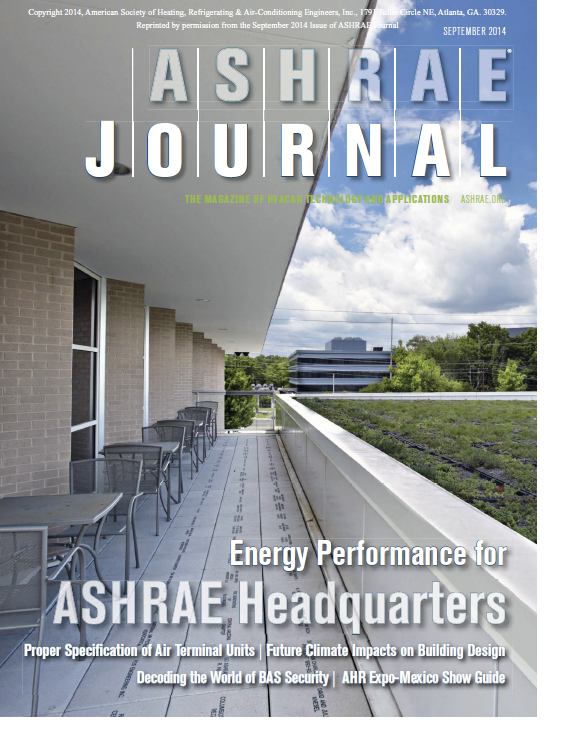 Copyright 2014, American Society of Heating, Refrigerating & Air-Conditioning Engineers, Inc., 1791 Circle NE, Atlanta, GA. 30329.
Reprinted by permission from the September 2014 Issue of ASHRAE Journal
SEPTEMBER 2014
ASHRAE®
JOURNAL
THE MAGAZINE OF HVAC&R TECHNOLOGY AND APPLICATIONS ASHRAE.ORG
Energy Performance for
ASHRAE Headquarters
Proper Specification of Air Terminal Units | Future Climate Impacts on Building Design
Decoding the World of BAS Security | AHR Expo-Mexico Show Guide